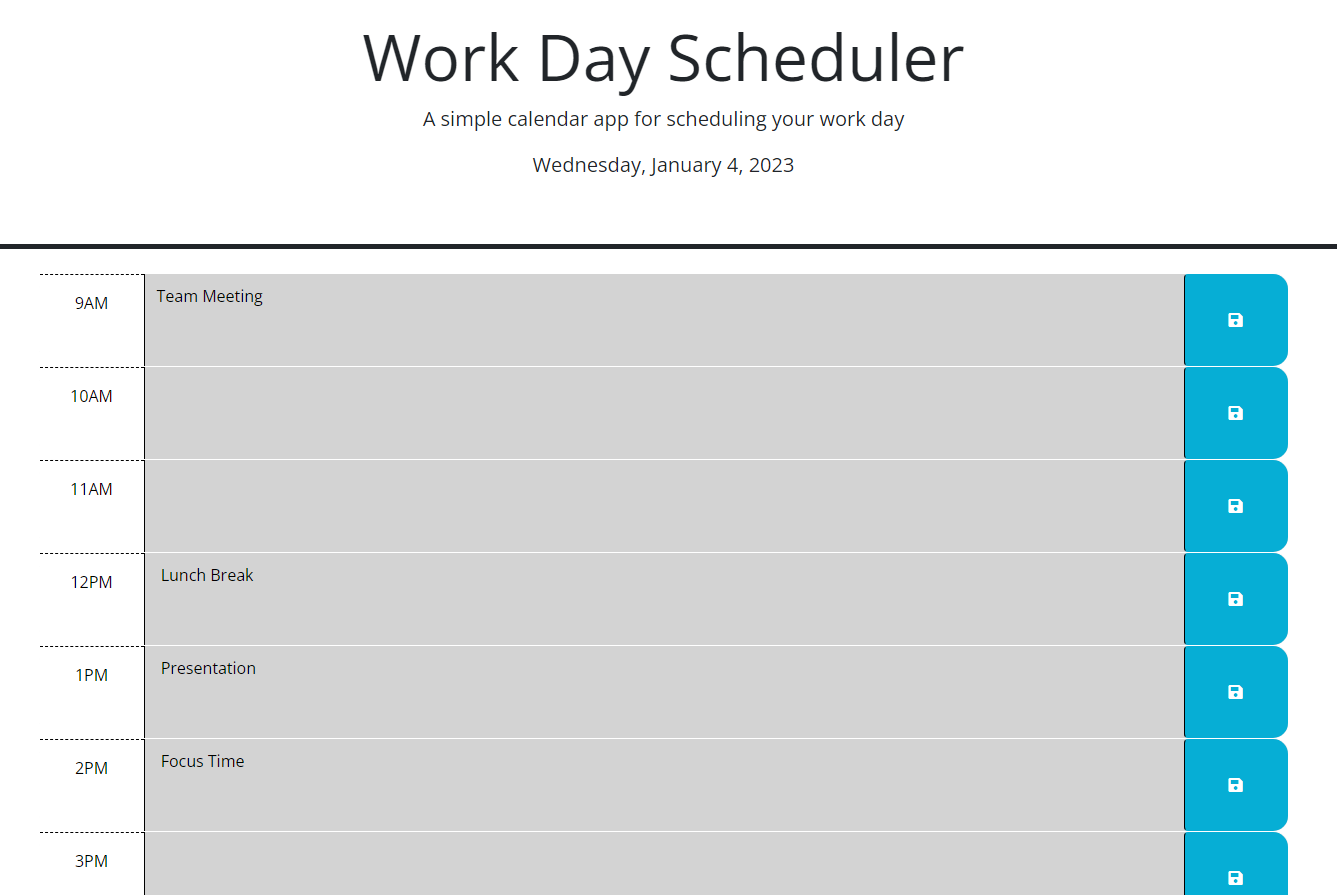 Work Day Scheduler
A simple calendar app for scheduling your work day
Wednesday, January 4, 2023
9AM Team Meeting
10AM
11AM
12PM Lunch Break
1PM Presentation
2PM Focus Time
3PM